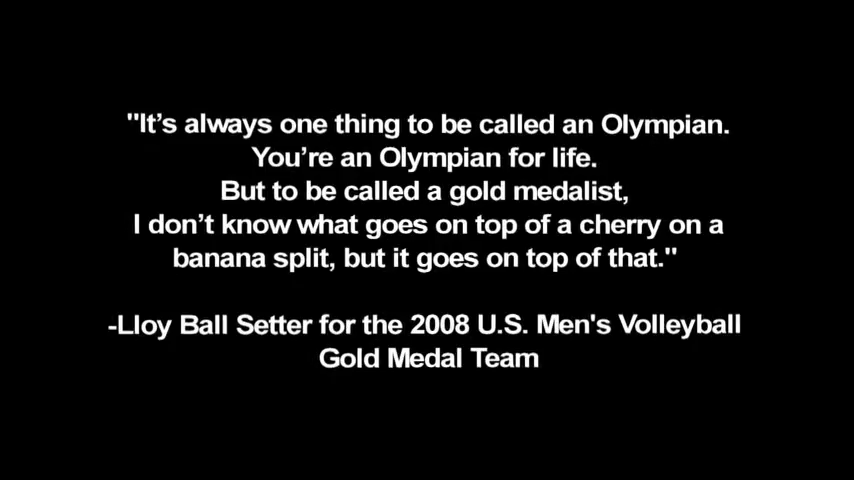 "It’s always one thing to be called an Olympian.
You’re an Olympian for life.
But to be called a gold medalist,
I don’t know what goes on top of a cherry on a
banana split, but it goes on top of that."
-Lloy Ball Setter for the 2008 U.S. Men's Volleyball
Gold Medal Team